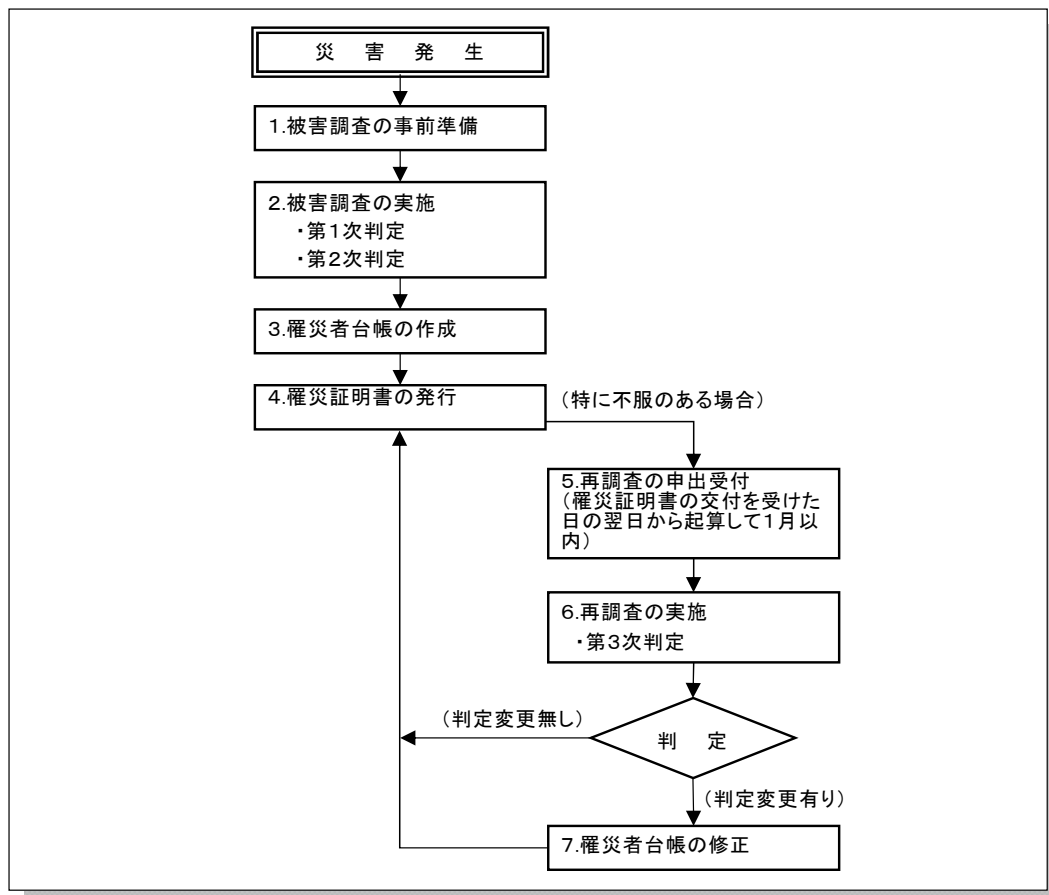 災 害 発 生
1.被害調査の事前準備
2.被害調査の実施
・第1次判定
・第2次判定
3.罹災者台帳の作成
4.罹災証明書の発行
（特に不服のある場合）
5.再調査の申出受付
（罹災証明書の交付を受けた
日の翌日から起算して1月以
内）
6.再調査の実施
・第3次判定
（判定変更無し）
判 定
（判定変更有り）
7.罹災者台帳の修正